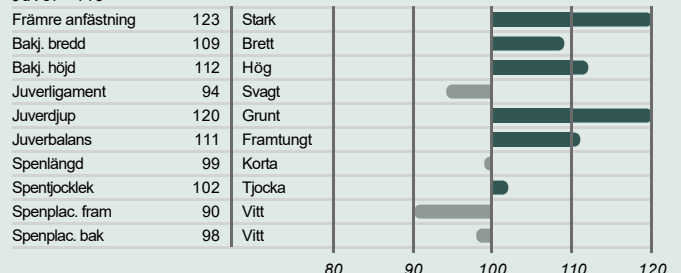 Främre anfästning 123 Stark
Bakj. bredd 109 Brett
Bakj. höjd 112 Hög
Juverligament 94 Svagt
Juverdjup 120 Grunt
Juverbalans 111 Framtungt
Spenlängd 99 Korta
Spentjocklek 102 Tjocka
Spenplac. fram 90 Vitt
Spenplac. bak 98 Vitt
80 90 100 110 120